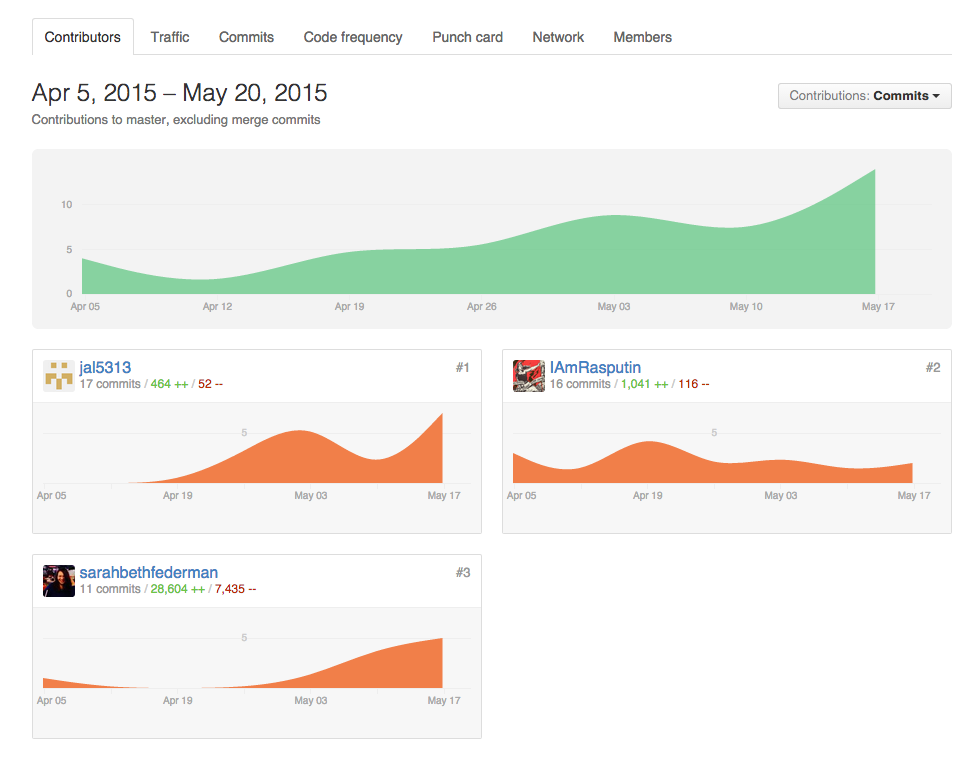 Contributors Traffic Commits Code frequency Punch card Network Members
Apr 5, 2015 – May 20, 2015
Contributions: Commits
Contributions to master, excluding merge commits
10
5
0
Apr 05 Apr 12 Apr 19 Apr 26 May 03 May 10 May 17
jal5313 #1
17 commits / 464 ++ / 52 --
5
Apr 05 Apr 19 May 03 May 17
IAmRasputin #2
16 commits / 1,041 ++ / 116 --
5
Apr 05 Apr 19 May 03 May 17
sarahbethfederman #3
11 commits / 28,604 ++ / 7,435 --
5
Apr 05 Apr 19 May 03 May 17